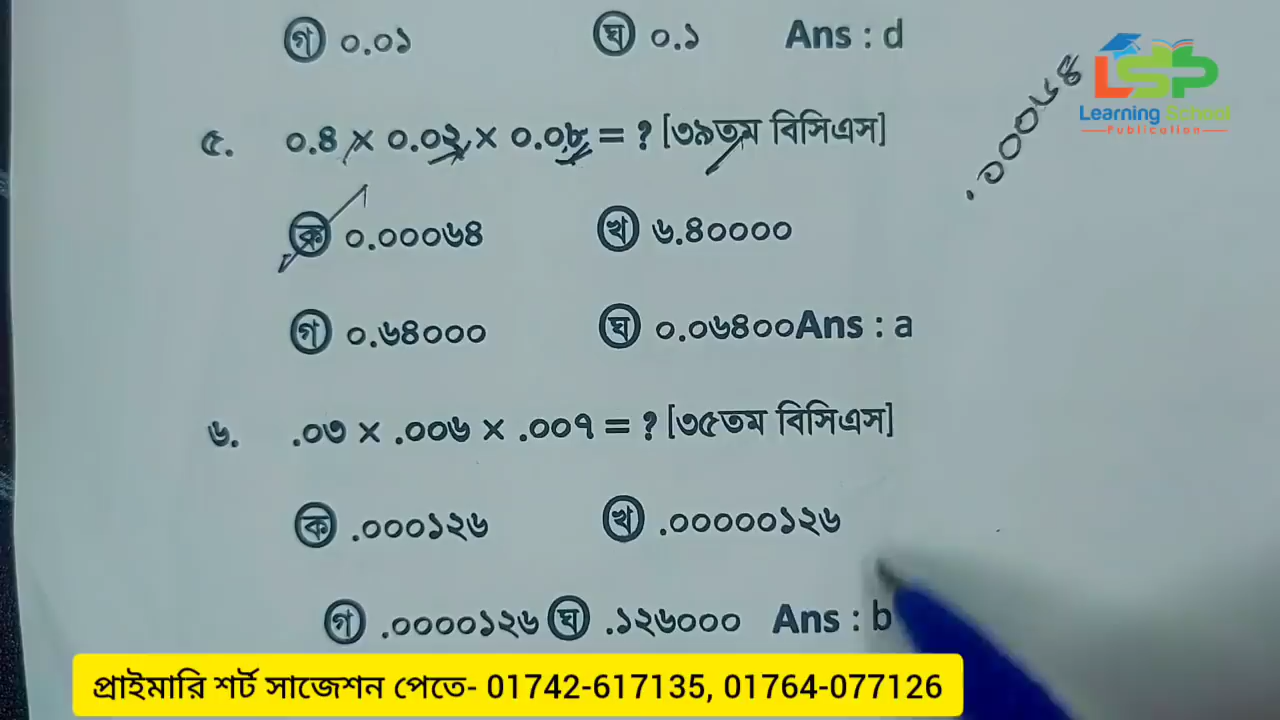 গ ০.০১ ঘ ০.১ Ans : d
LSP
Learning School
Publication
.০০০৬৪
৫. ০.৪ × ০.০২ × ০.০৮ = ? [৩৯তম বিসিএস]
ক ০.০০০৬৪ খ ৬.৪০০০০
গ ০.৬৪০০০ ঘ ০.০৬৪০০Ans : a
৬. .০৩ × .০০৬ × .০০৭ = ? [৩৫তম বিসিএস]
ক .০০০১২৬ খ .০০০০০১২৬
গ .০০০০১২৬ ঘ .১২৬০০০ Ans : b
প্রাইমারি শর্ট সাজেশন পেতে- 01742-617135, 01764-077126